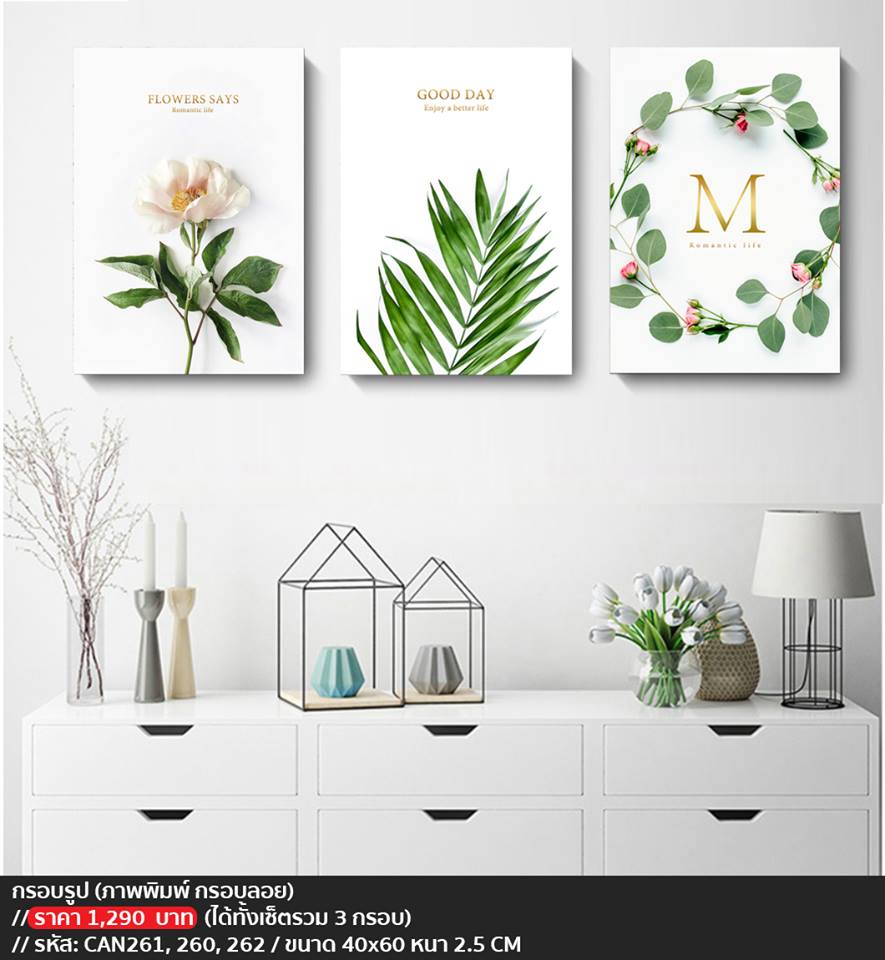 FLOWERS SAYS
Romantic life
GOOD DAY
Enjoy a better life
M
Romantic life
กรอบรูป (ภาพพิมพ์ กรอบลอย)
// ราคา 1,290 บาท (ได้ทั้งเซ็ตรวม 3 กรอบ)
// รหัส: CAN261, 260, 262 / ขนาด 40x60 หนา 2.5 CM